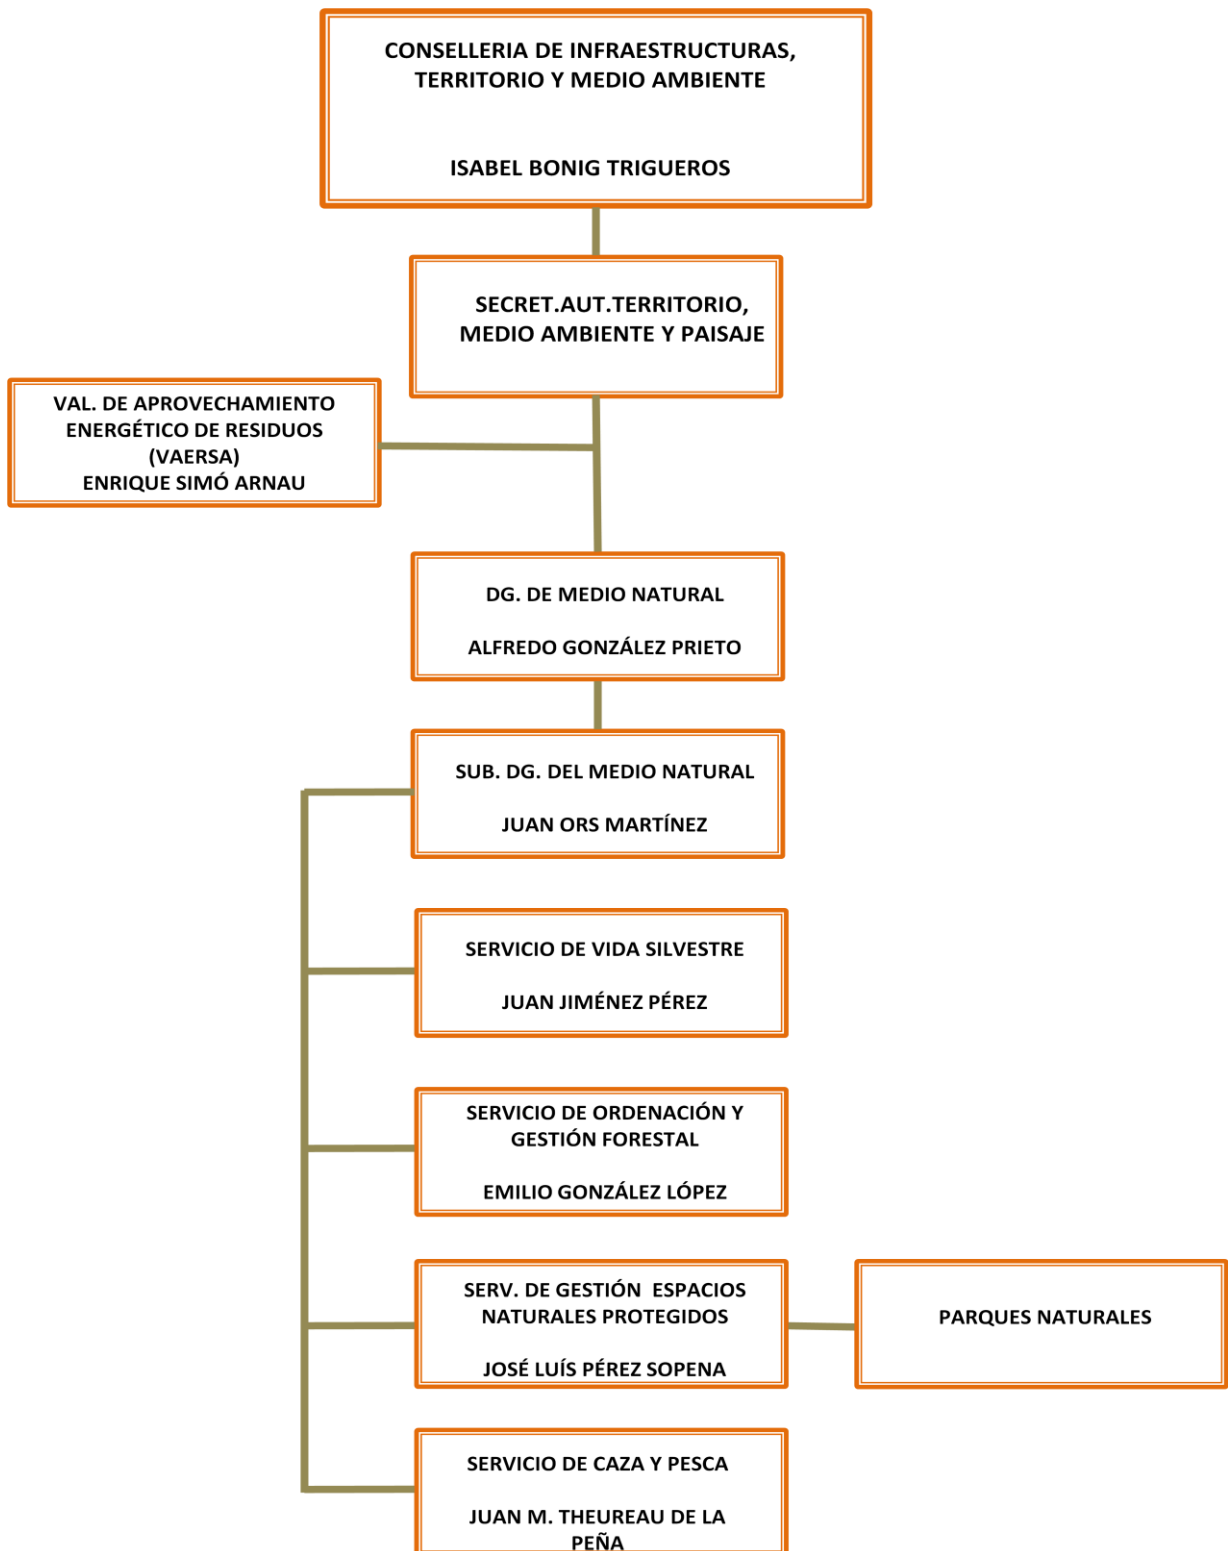 CONSELLERIA DE INFRAESTRUCTURAS,
TERRITORIO Y MEDIO AMBIENTE
ISABEL BONIG TRIGUEROS
SECRET.AUT.TERRITORIO,
MEDIO AMBIENTE Y PAISAJE
VAL. DE APROVECHAMIENTO
ENERGÉTICO DE RESIDUOS
(VAERSA)
ENRIQUE SIMÓ ARNAU
DG. DE MEDIO NATURAL
ALFREDO GONZÁLEZ PRIETO
SUB. DG. DEL MEDIO NATURAL
JUAN ORS MARTÍNEZ
SERVICIO DE VIDA SILVESTRE
JUAN JIMÉNEZ PÉREZ
SERVICIO DE ORDENACIÓN Y
GESTIÓN FORESTAL
EMILIO GONZÁLEZ LÓPEZ
SERV. DE GESTIÓN  ESPACIOS
NATURALES PROTEGIDOS
JOSÉ LUÍS PÉREZ SOPENA
PARQUES NATURALES
SERVICIO DE CAZA Y PESCA
JUAN M. THEUREAU DE LA
PEÑA